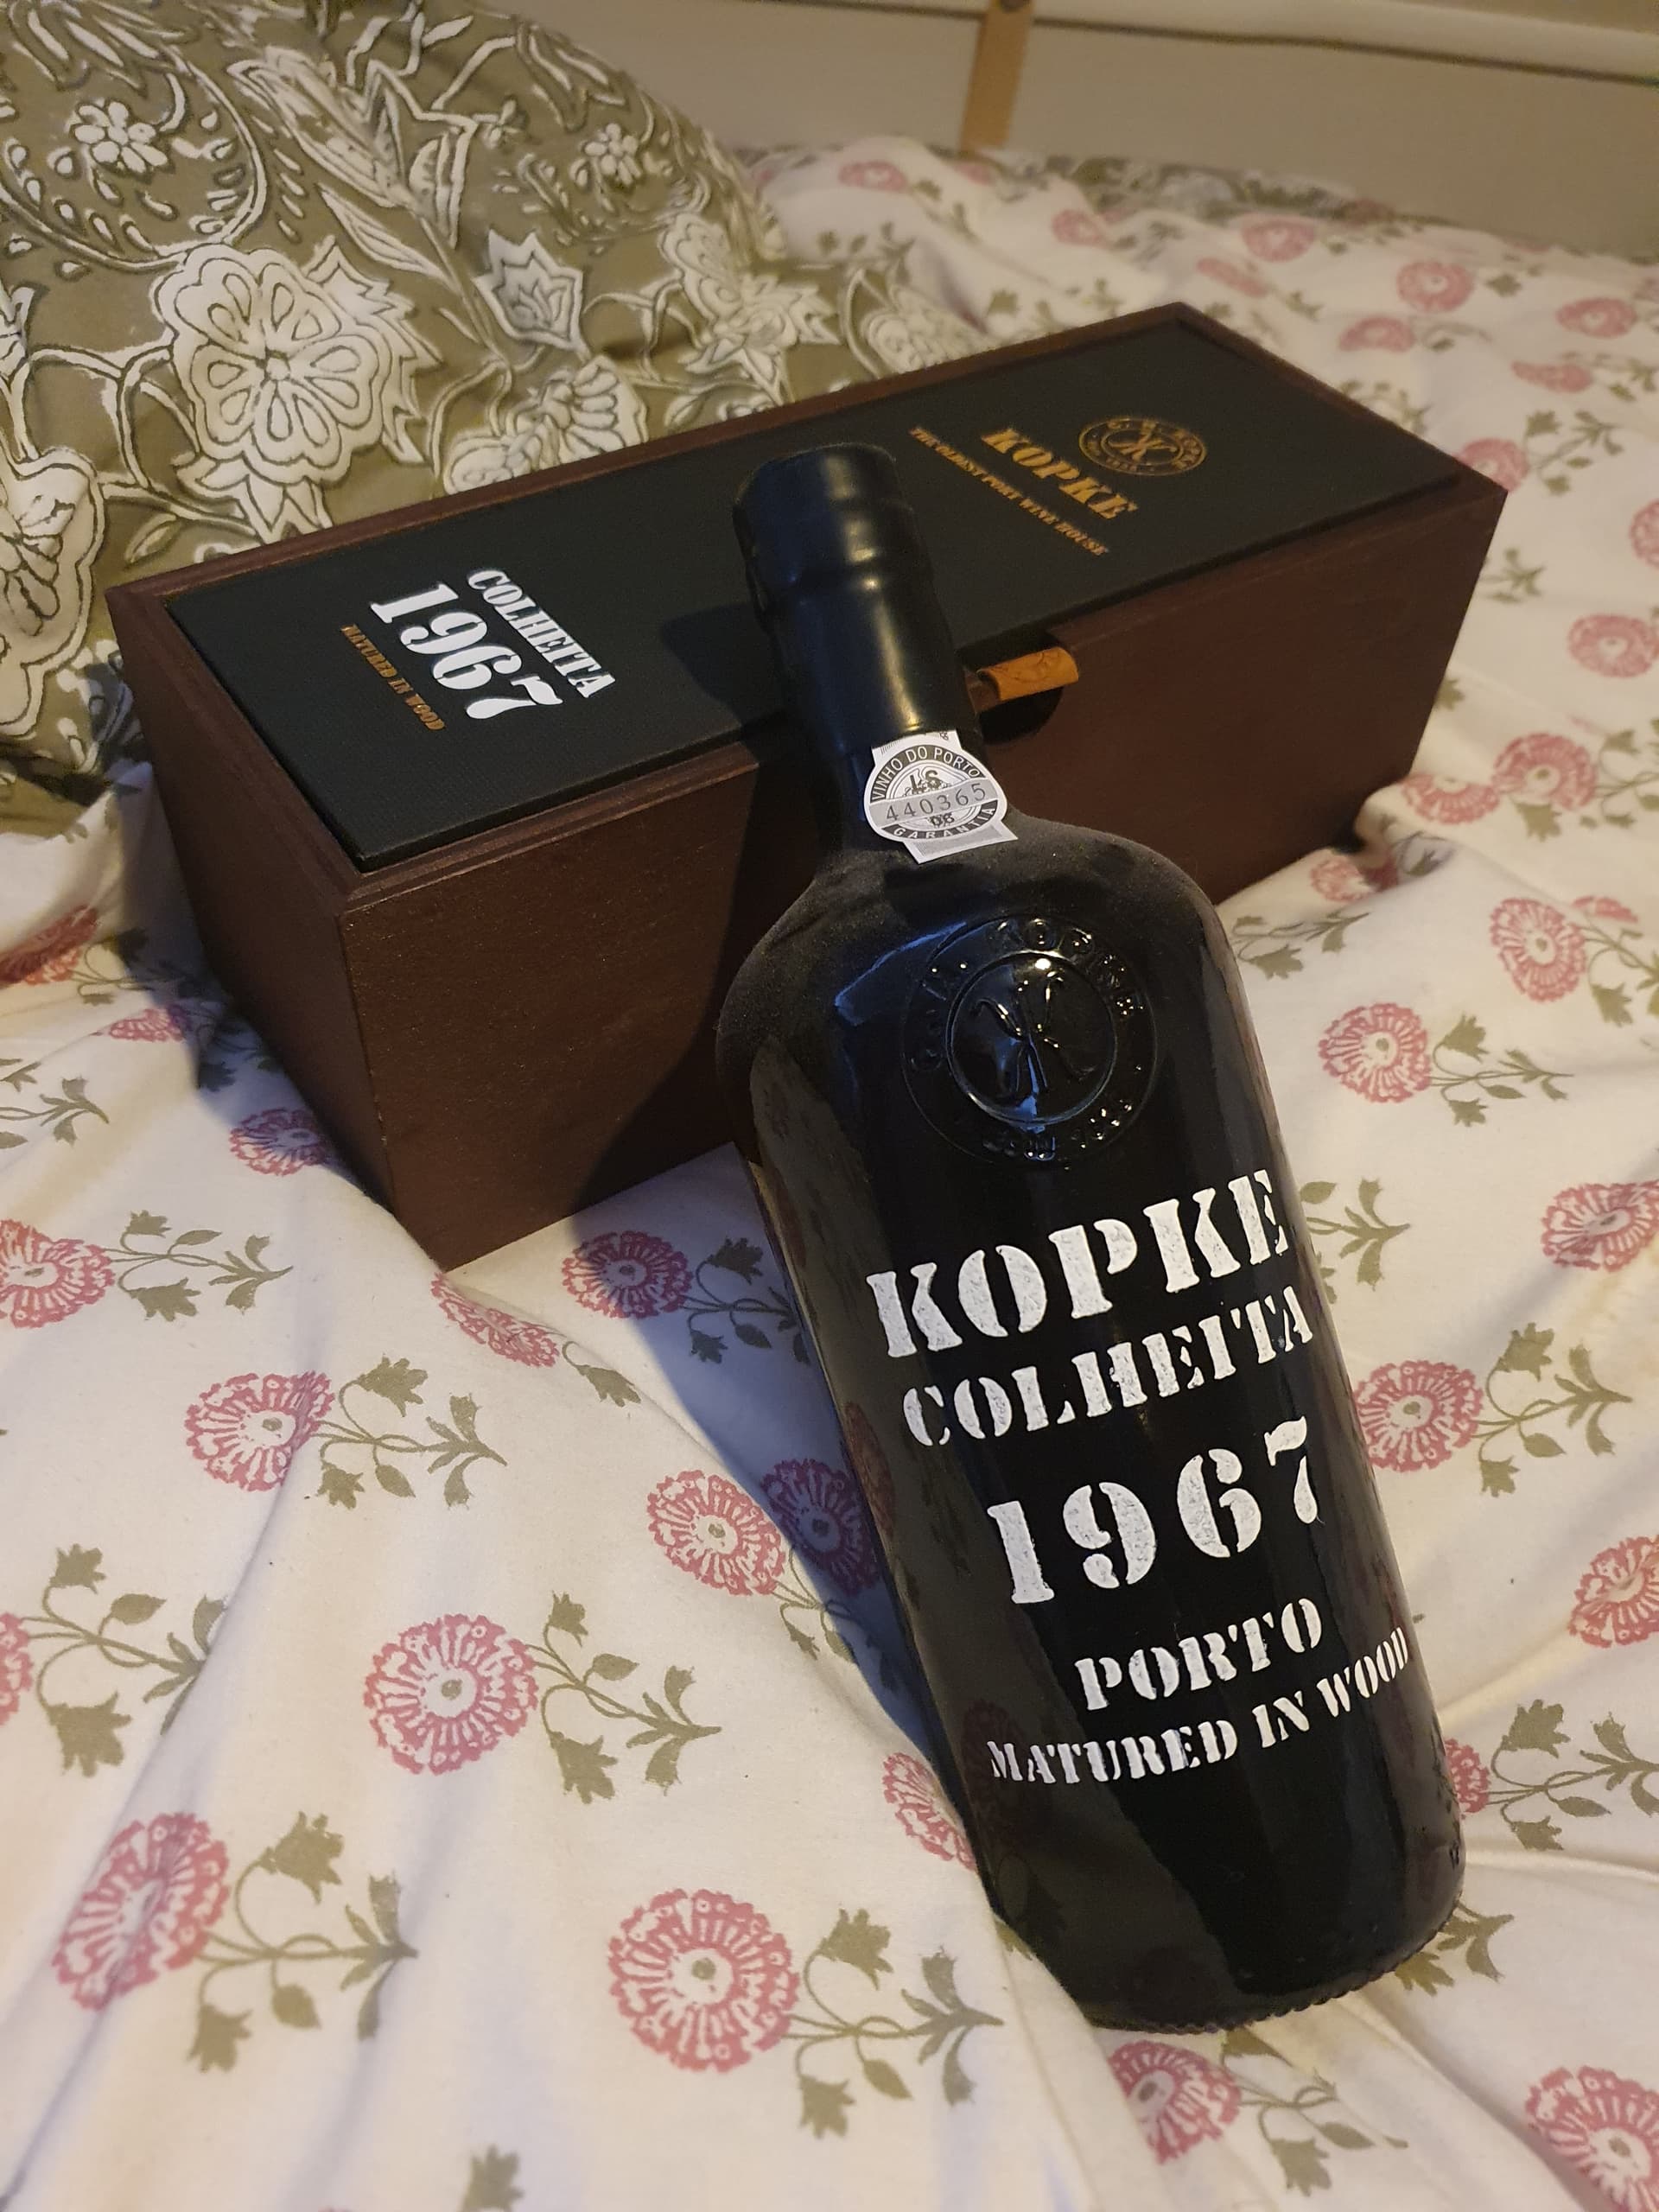 COLHEITA
1967
MATURED IN WOOD
KOPKE
THE OLDEST PORT WINE HOUSE
VINHO DO PORTO
440365
GARANTIA
KOPKE
COLHEITA
1967
PORTO
MATURED IN WOOD